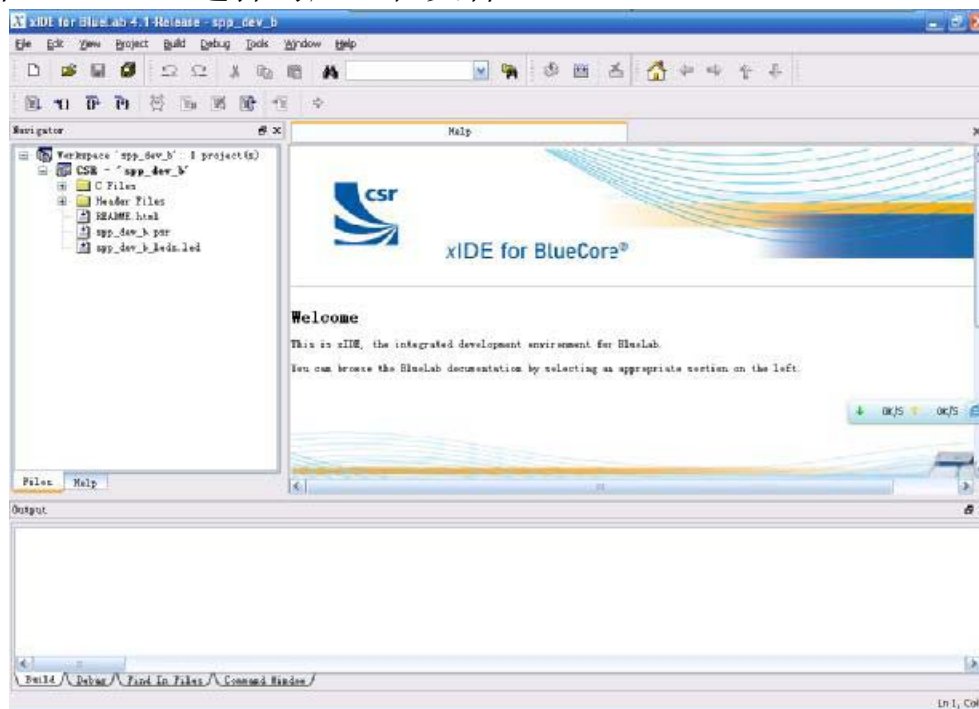 xIDE for BlueLab 4.1-Release - spp_dev_b
File Edit View Project Build Debug Tools Window Help
Navigator
Help
Workspace 'spp_dev_b': 1 project(s)
CSR - 'spp_dev_b'
C Files
Header Files
README.html
spp_dev_b.psr
spp_dev_b_leds.led
csr
xIDE for BlueCore®
Welcome
This is xIDE, the integrated development environment for BlueLab.
You can browse the BlueLab documentation by selecting an appropriate section on the left.
0K/S 0K/S
Files Help
Output
Build Debug Find In Files Command Window
Ln 1, Col